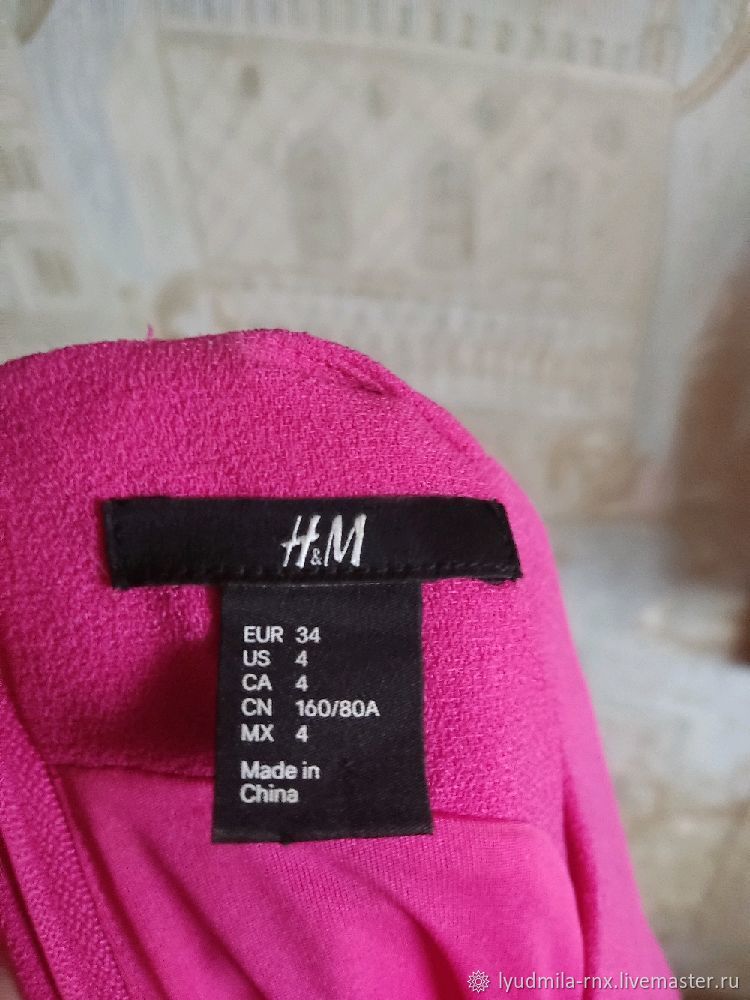 H&M
EUR 34
US 4
CA 4
CN 160/80A
MX 4
Made in
China
lyudmila-rnx.livemaster.ru